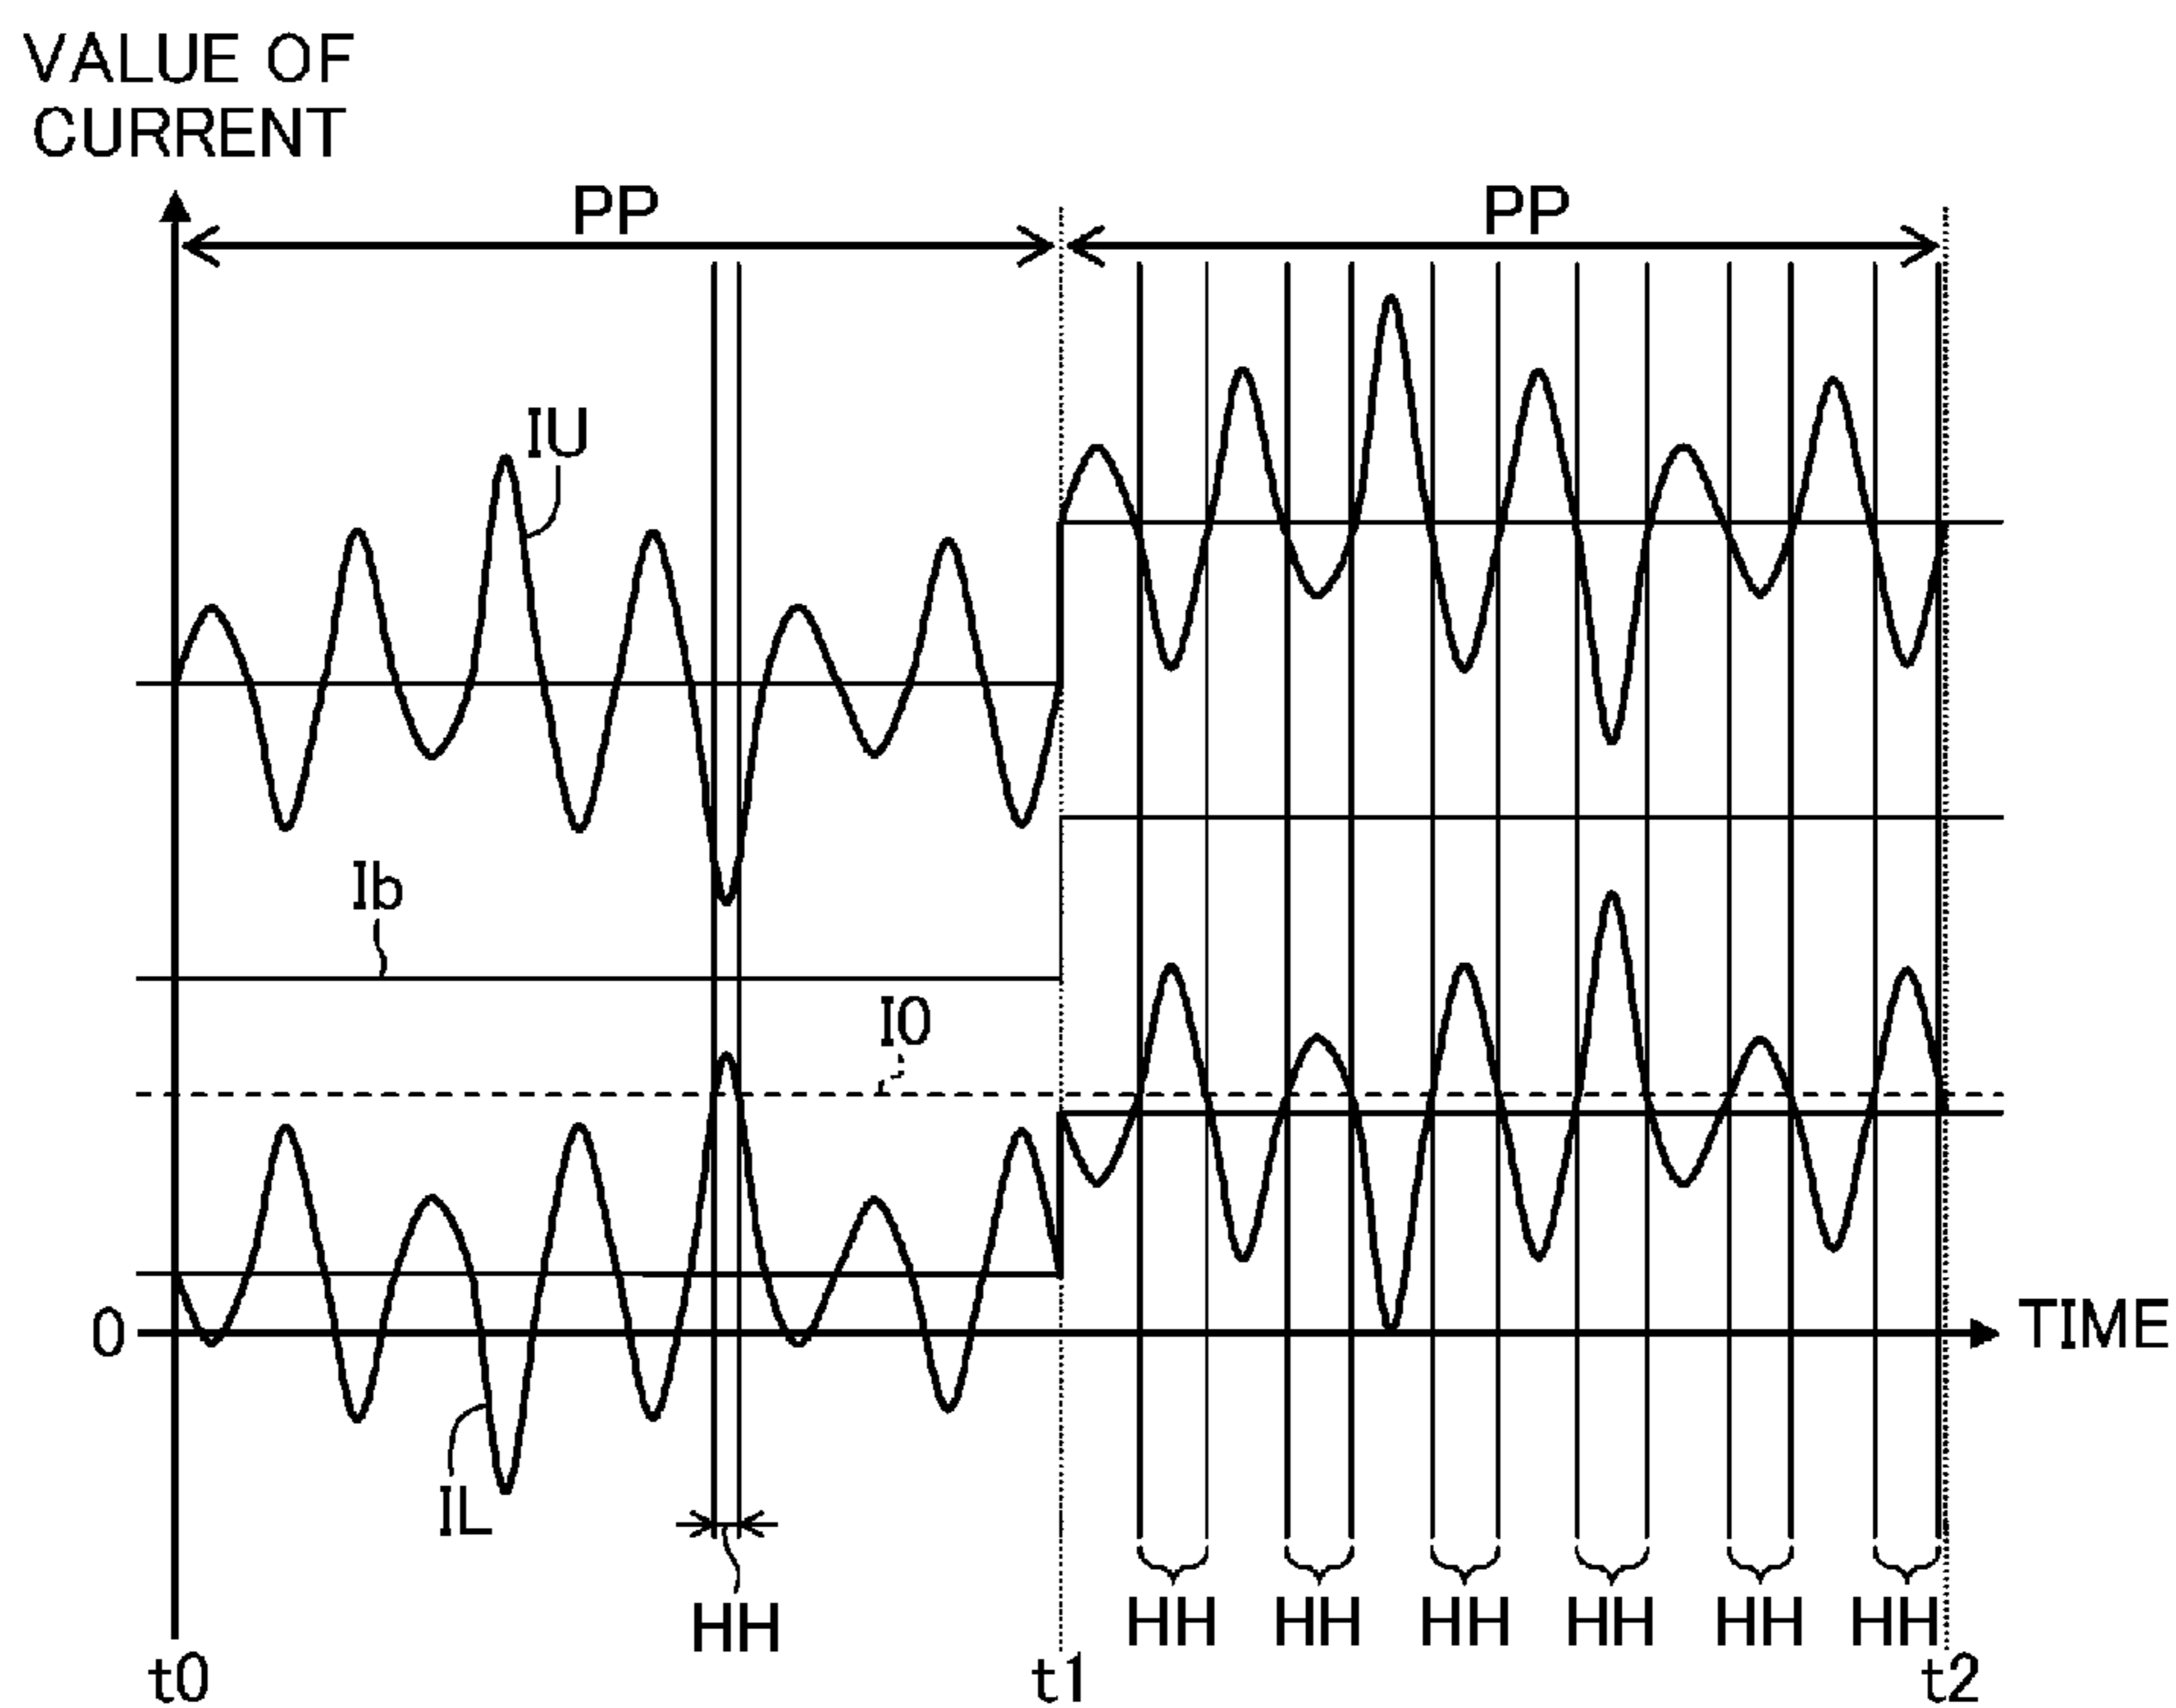 VALUE OF
CURRENT
PP PP
IU
Ib
I0
0 TIME
IL
HH HH HH HH HH HH HH
t0 t1 t2